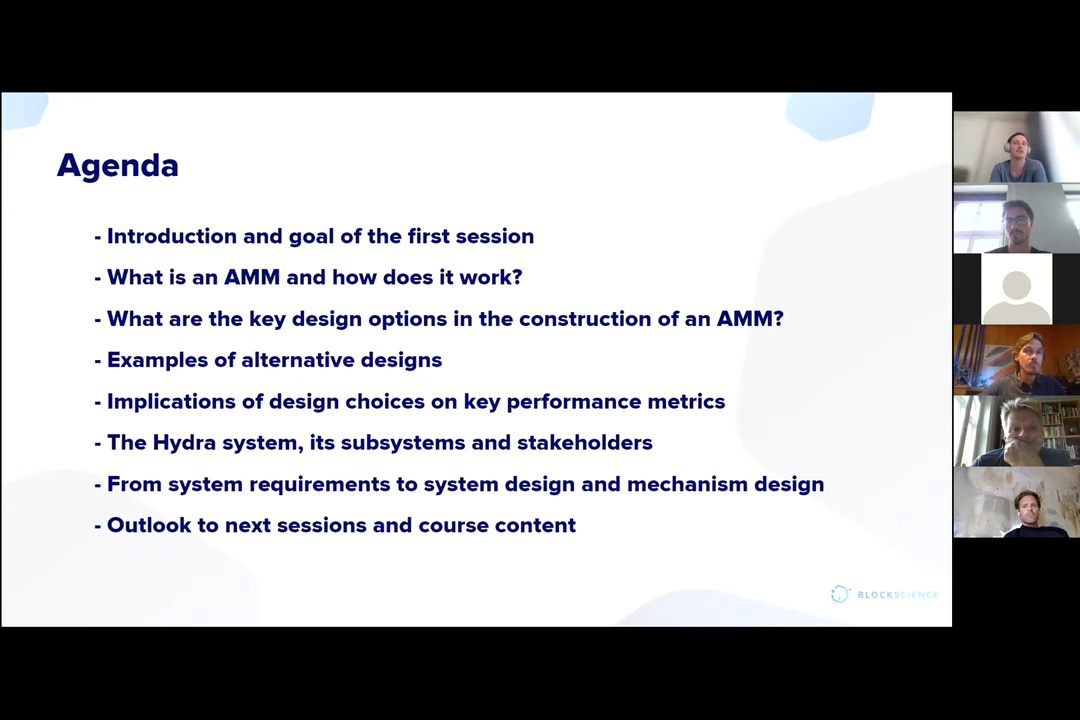 Agenda
- Introduction and goal of the first session
- What is an AMM and how does it work?
- What are the key design options in the construction of an AMM?
- Examples of alternative designs
- Implications of design choices on key performance metrics
- The Hydra system, its subsystems and stakeholders
- From system requirements to system design and mechanism design
- Outlook to next sessions and course content
BLOCKSCIENCE